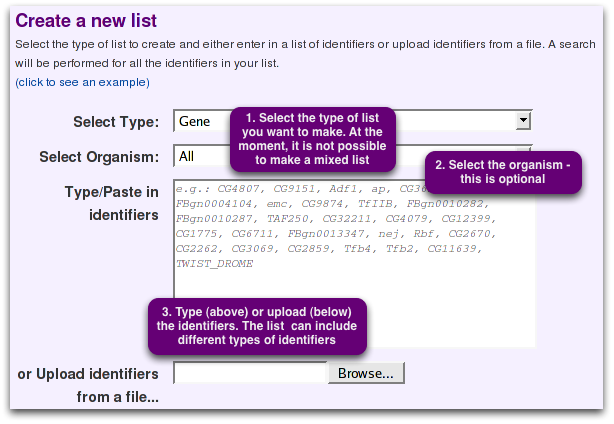 Create a new list
Select the type of list to create and either enter in a list of identifiers or upload identifiers from a file. A search
will be performed for all the identifiers in your list.
(click to see an example)
Select Type:
Gene
1. Select the type of list
you want to make. At the
moment, it is not possible
to make a mixed list
Select Organism:
All
2. Select the organism -
this is optional
Type/Paste in
identifiers
e.g.: CG4807, CG9151, Adf1, ap,
FBgn0004104, emc, CG9874, TfIIB, FBgn0010282,
FBgn0010287, TAF250, CG32211, CG4079, CG12399,
CG1775, CG6711, FBgn0013347, nej, Rbf, CG2670,
CG2262, CG3069, CG2859, Tfb4, Tfb2, CG11639,
TWIST_DROME
3. Type (above) or upload (below)
the identifiers. The list can include
different types of identifiers
or Upload identifiers
from a file...
Browse...